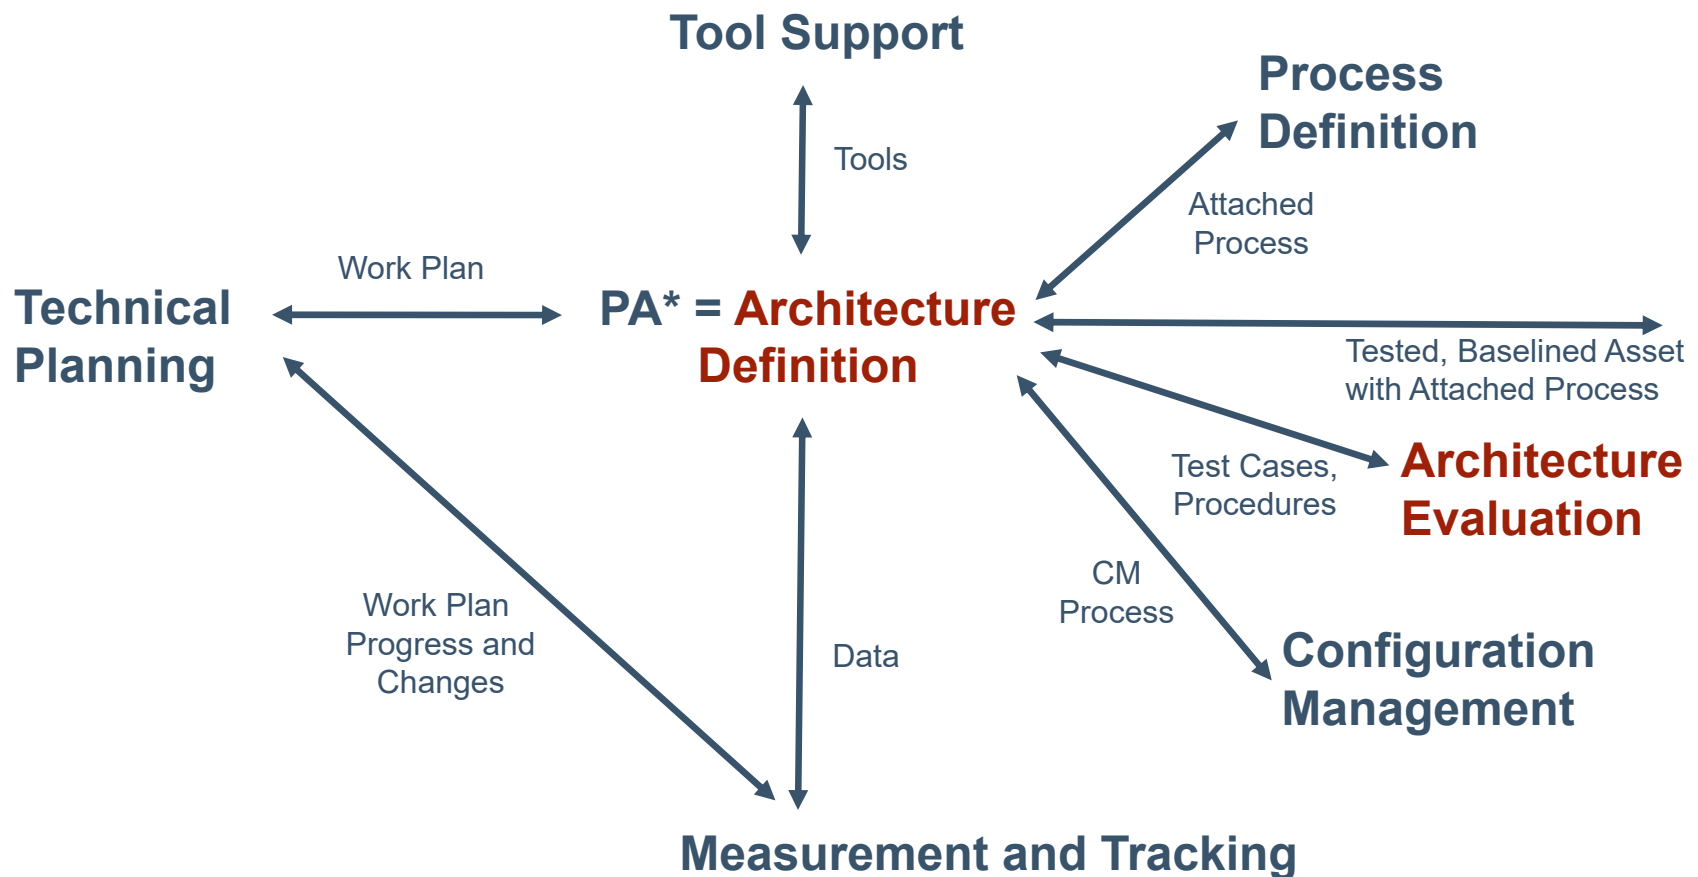 Tool Support
Process
Definition
Tools
Attached
Process
Work Plan
Technical
Planning
PA* = Architecture
Definition
Tested, Baselined Asset
with Attached Process
Architecture
Evaluation
Test Cases,
Procedures
CM
Process
Work Plan
Progress and
Changes
Data
Configuration
Management
Measurement and Tracking